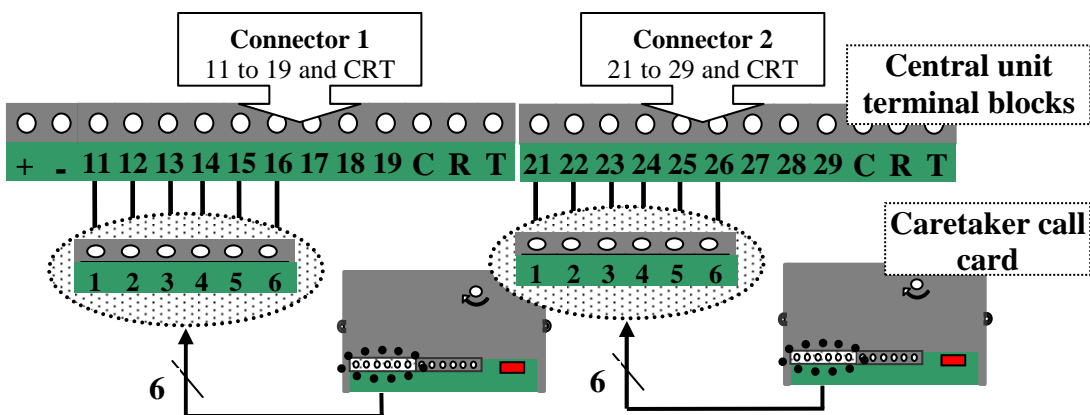 Connector 1
11 to 19 and CRT
Connector 2
21 to 29 and CRT
Central unit
terminal blocks
+ - 11 12 13 14 15 16 17 18 19 C R T
21 22 23 24 25 26 27 28 29 C R T
Caretaker call
card
1 2 3 4 5 6
1 2 3 4 5 6
6
6